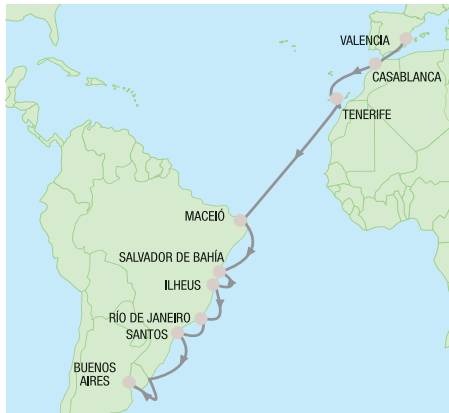 VALENCIA
CASABLANCA
TENERIFE
MACEIÓ
SALVADOR DE BAHÍA
ILHEUS
RÍO DE JANEIRO
SANTOS
BUENOS
AIRES